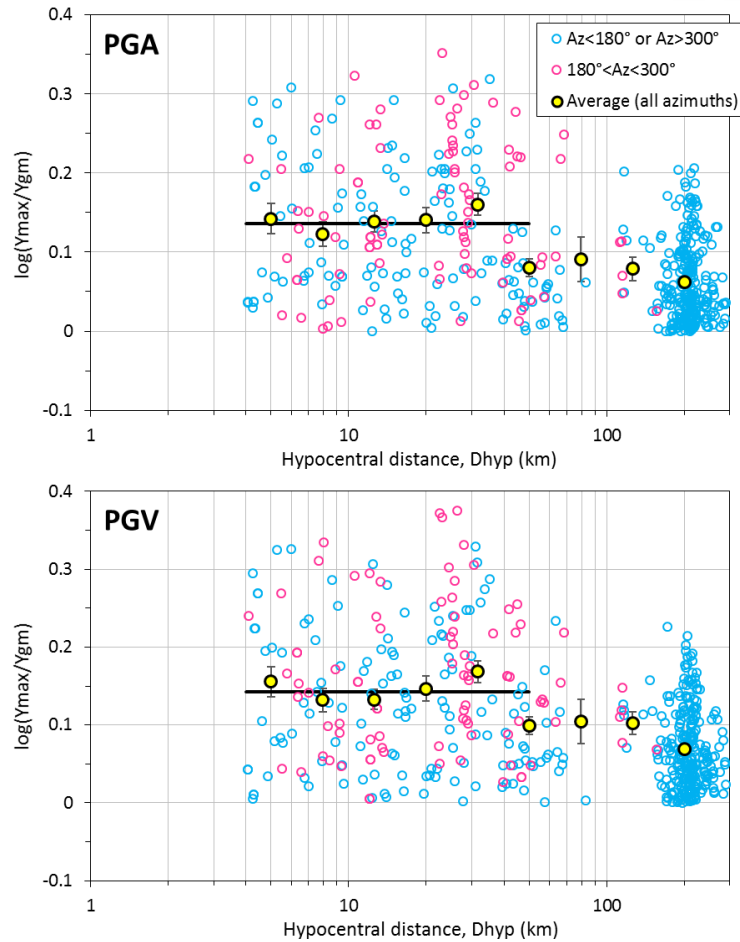 PGA
Az<180° or Az>300°
180°<Az<300°
Average (all azimuths)
log(Ymax/Ygm)
0.4
0.3
0.2
0.1
0
-0.1
1
10
100
Hypocentral distance, Dhyp (km)
PGV
log(Ymax/Ygm)
0.4
0.3
0.2
0.1
0
-0.1
1
10
100
Hypocentral distance, Dhyp (km)